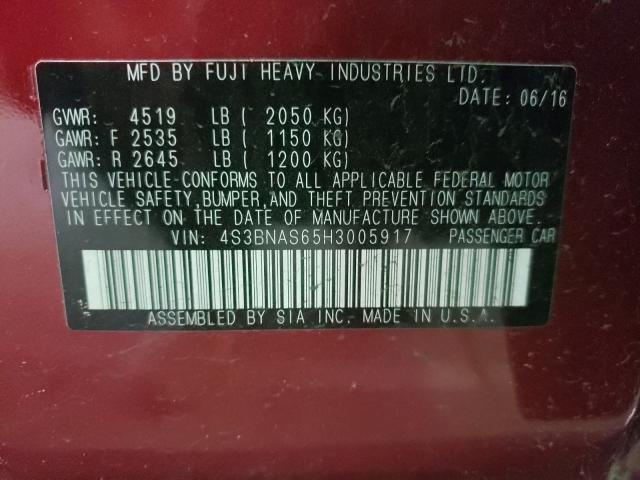 MFD BY FUJI HEAVY INDUSTRIES LTD.
DATE: 06/16
GVWR: 4519 LB ( 2050 KG)
GAWR: F 2535 LB ( 1150 KG)
GAWR: R 2645 LB ( 1200 KG)
THIS VEHICLE CONFORMS TO ALL APPLICABLE FEDERAL MOTOR
VEHICLE SAFETY, BUMPER, AND THEFT PREVENTION STANDARDS
IN EFFECT ON THE DATE OF MANUFACTURE SHOWN ABOVE.
VIN: 4S3BNAS65H3005917 PASSENGER CAR
ASSEMBLED BY SIA INC. MADE IN U.S.A.